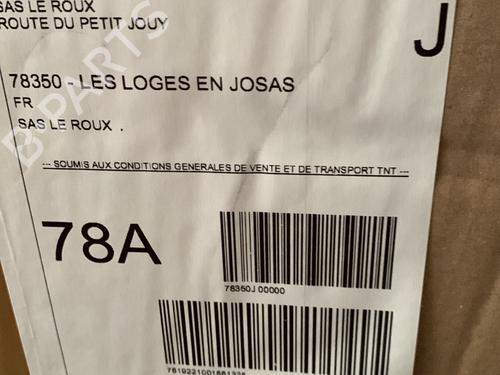 SAS LE ROUX
ROUTE DU PETIT JOUY
J
78350 - LES LOGES EN JOSAS
FR
SAS LE ROUX .
--- SOUMIS AUX CONDITIONS GENERALES DE VENTE ET DE TRANSPORT TNT ---
78A
78350J 00000
BPARTS